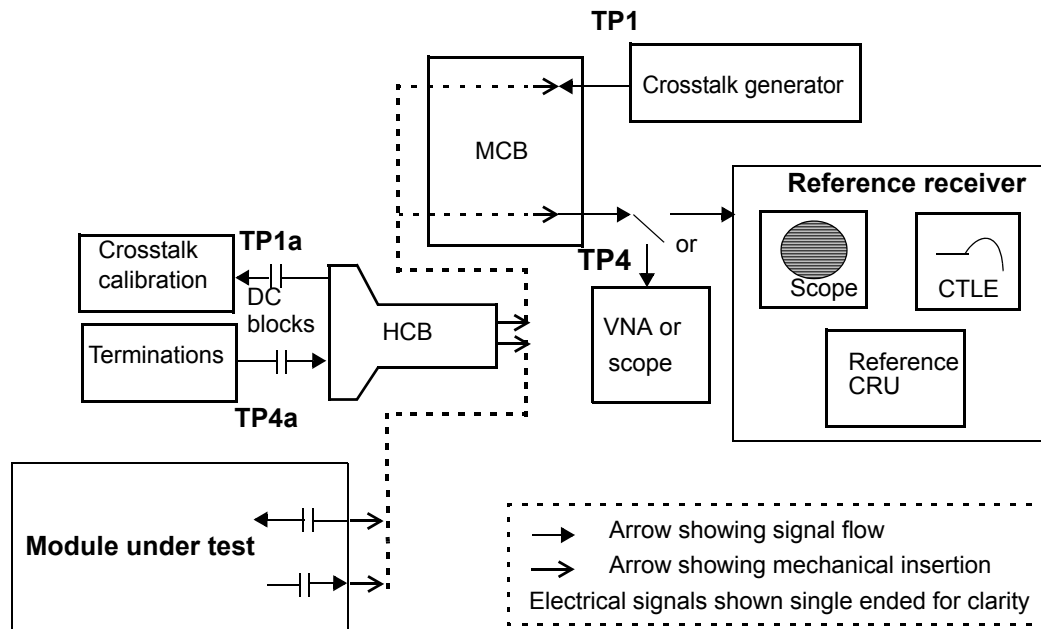 TP1
Crosstalk generator
MCB
Reference receiver
Scope
CTLE
Reference
CRU
or
TP4
VNA or
scope
TP1a
Crosstalk
calibration
DC
blocks
HCB
Terminations
TP4a
Module under test
Arrow showing signal flow
Arrow showing mechanical insertion
Electrical signals shown single ended for clarity